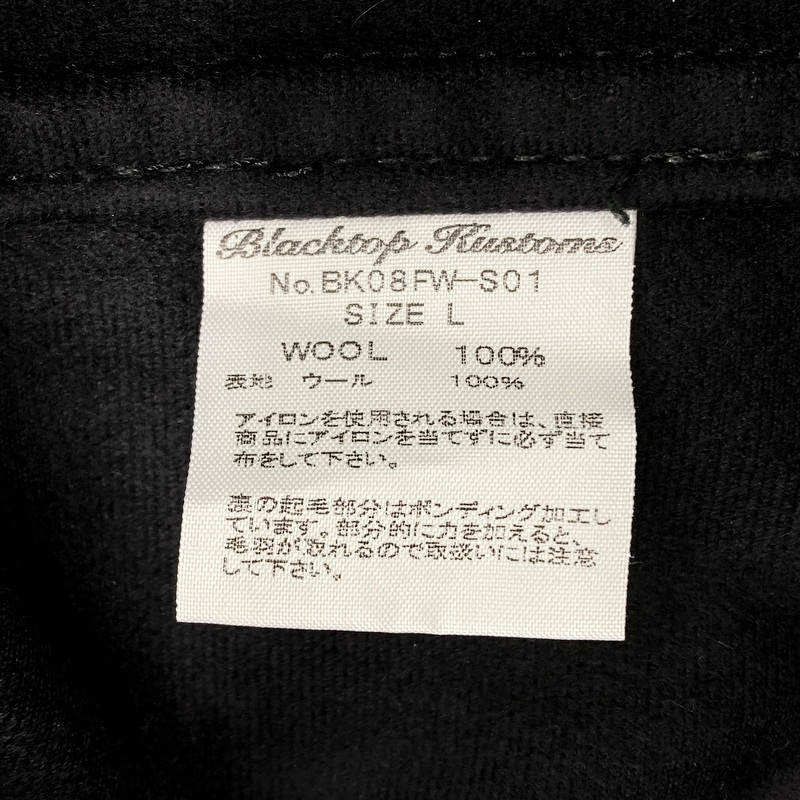 Blacktop Kustoms
No.BK08FW-S01
SIZE L
WOOL 100%
表地 ウール 100%
アイロンを使用される場合は、直接
商品にアイロンを当てずに必ず当て
布をして下さい。
裏の起毛部分はボンディング加工し
ています。部分的に力を加えると、
毛羽が取れるので取扱いには注意
して下さい。